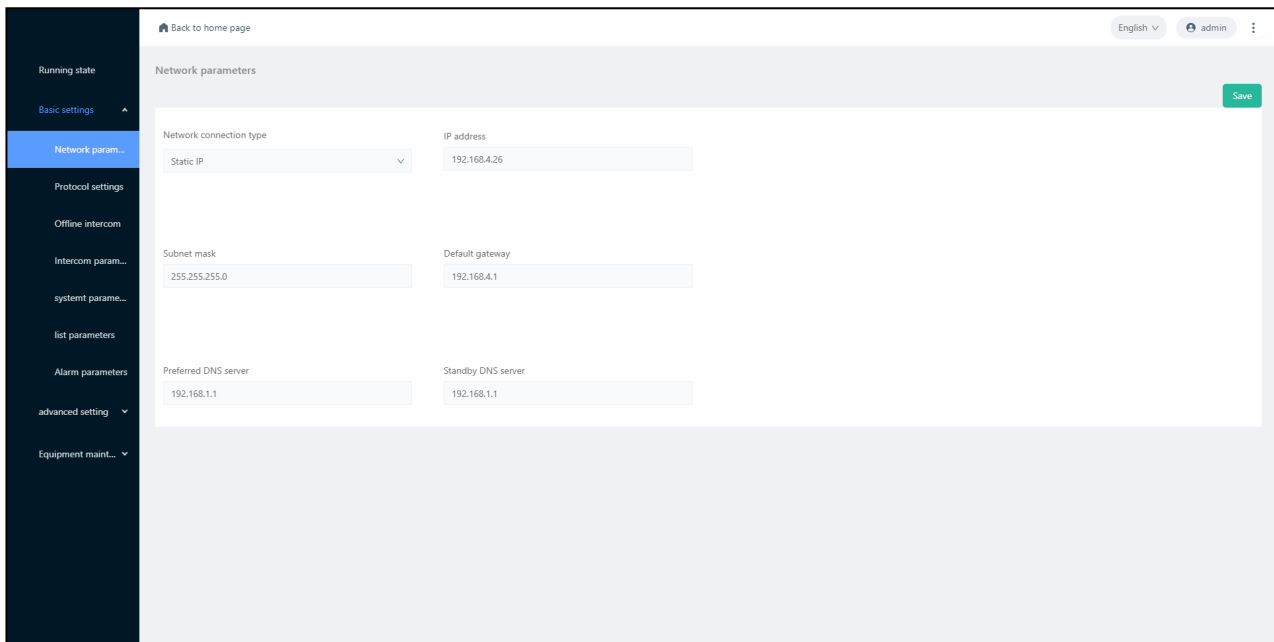 Back to home page
English
admin
Running state
Basic settings
Network param...
Protocol settings
Offline intercom
Intercom param...
systemt parame...
list parameters
Alarm parameters
advanced setting
Equipment maint...
Network parameters
Save
Network connection type
Static IP
IP address
192.168.4.26
Subnet mask
255.255.255.0
Default gateway
192.168.4.1
Preferred DNS server
192.168.1.1
Standby DNS server
192.168.1.1